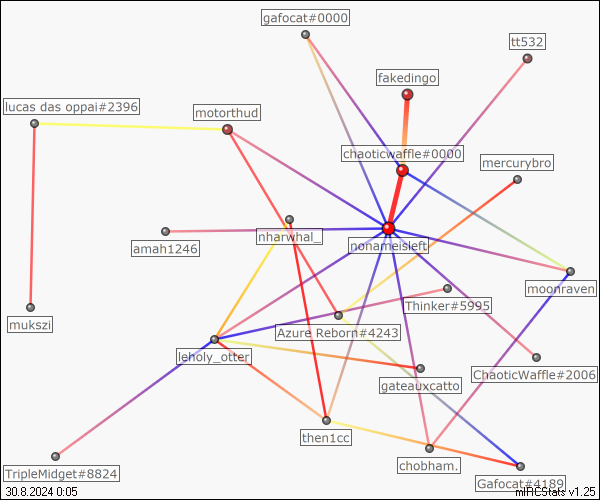 gafocat#0000
tt532
fakedingo
lucas das oppai#2396
motorthud
chaoticwaffle#0000
mercurybro
nharwhal_
amah1246
nonameisleft
moonraven
Thinker#5995
mukszi
Azure Reborn#4243
leholy_otter
ChaoticWaffle#2006
gateauxcatto
then1cc
chobham.
TripleMidget#8824
Gafocat#4189
30.8.2024 0:05
mIRCStats v1.25